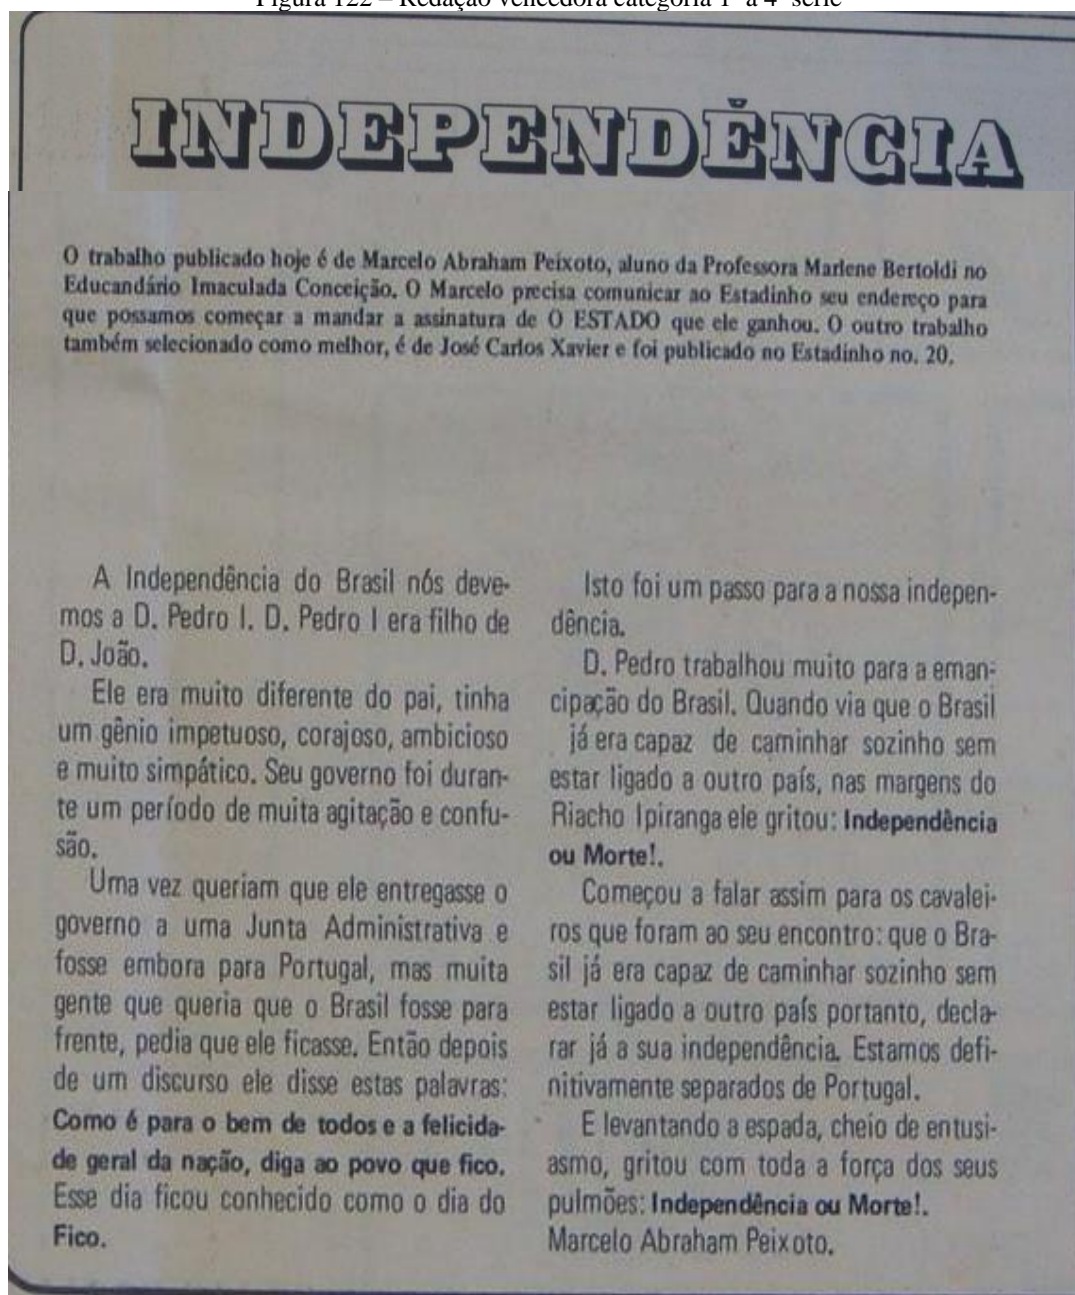 Figura 122 – Redação vencedora categoria 1ª a 4ª série
INDEPENDÊNCIA
O trabalho publicado hoje é de Marcelo Abraham Peixoto, aluno da Professora Marlene Bertoldi no
Educandário Imaculada Conceição. O Marcelo precisa comunicar ao Estadinho seu endereço para
que possamos começar a mandar a assinatura de O ESTADO que ele ganhou. O outro trabalho
também selecionado como melhor, é de José Carlos Xavier e foi publicado no Estadinho no. 20.
A Independência do Brasil nós deve-
mos a D. Pedro I. D. Pedro I era filho de
D. João.
Ele era muito diferente do pai, tinha
um gênio impetuoso, corajoso, ambicioso
e muito simpático. Seu governo foi duran-
te um período de muita agitação e confu-
são.
Uma vez queriam que ele entregasse o
governo a uma Junta Administrativa e
fosse embora para Portugal, mas muita
gente que queria que o Brasil fosse para
frente, pedia que ele ficasse. Então depois
de um discurso ele disse estas palavras:
Como é para o bem de todos e a felicida-
de geral da nação, diga ao povo que fico.
Esse dia ficou conhecido como o dia do
Fico.
Isto foi um passo para a nossa indepen-
dência.
D. Pedro trabalhou muito para a eman-
cipação do Brasil. Quando via que o Brasil
já era capaz de caminhar sozinho sem
estar ligado a outro país, nas margens do
Riacho Ipiranga ele gritou: Independência
ou Morte!.
Começou a falar assim para os cavalei-
ros que foram ao seu encontro: que o Bra-
sil já era capaz de caminhar sozinho sem
estar ligado a outro país portanto, decla-
rar já a sua independência. Estamos defi-
nitivamente separados de Portugal.
E levantando a espada, cheio de entusi-
asmo, gritou com toda a força dos seus
pulmões: Independência ou Morte!.
Marcelo Abraham Peixoto.